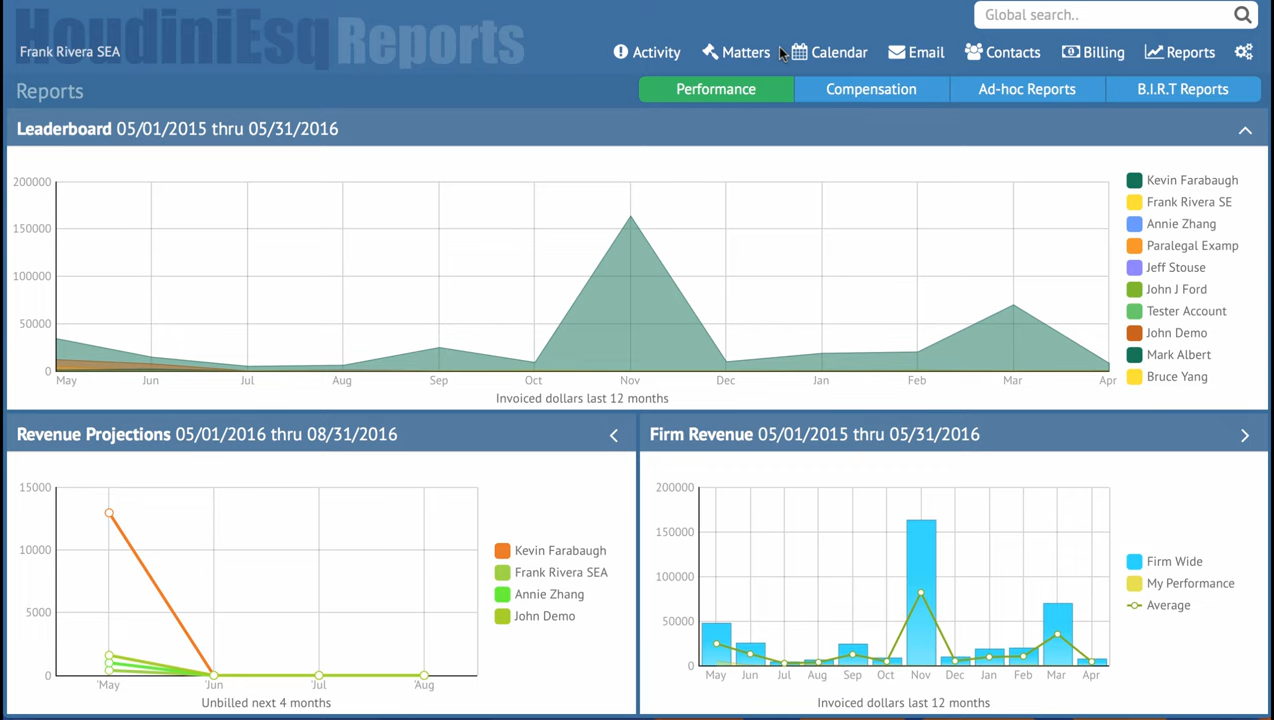 HoudiniEsq Reports
Global search..
Frank Rivera SEA
Activity Matters Calendar Email Contacts Billing Reports
Reports
Performance Compensation Ad-hoc Reports B.I.R.T Reports
Leaderboard 05/01/2015 thru 05/31/2016
200000
150000
100000
50000
0
May Jun Jul Aug Sep Oct Nov Dec Jan Feb Mar Apr
Invoiced dollars last 12 months
Kevin Farabaugh
Frank Rivera SE
Annie Zhang
Paralegal Examp
Jeff Stouse
John J Ford
Tester Account
John Demo
Mark Albert
Bruce Yang
Revenue Projections 05/01/2016 thru 08/31/2016
15000
10000
5000
0
'May 'Jun 'Jul 'Aug
Unbilled next 4 months
Kevin Farabaugh
Frank Rivera SEA
Annie Zhang
John Demo
Firm Revenue 05/01/2015 thru 05/31/2016
200000
150000
100000
50000
0
May Jun Jul Aug Sep Oct Nov Dec Jan Feb Mar Apr
Invoiced dollars last 12 months
Firm Wide
My Performance
Average